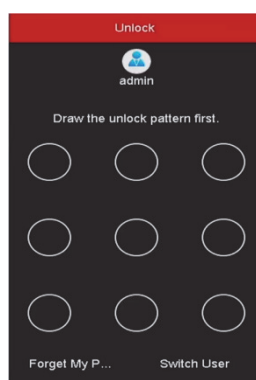 Unlock
admin
Draw the unlock pattern first.
Forget My P... Switch User